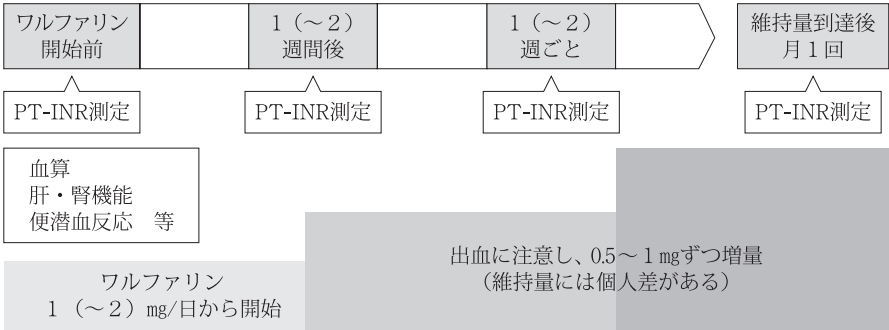 ワルファリン
開始前
1（～2）
週間後
1（～2）
週ごと
維持量到達後
月1回
PT-INR測定
PT-INR測定
PT-INR測定
PT-INR測定
血算
肝・腎機能
便潜血反応　等
出血に注意し、0.5～1㎎ずつ増量
（維持量には個人差がある）
ワルファリン
1（～2）㎎/日から開始